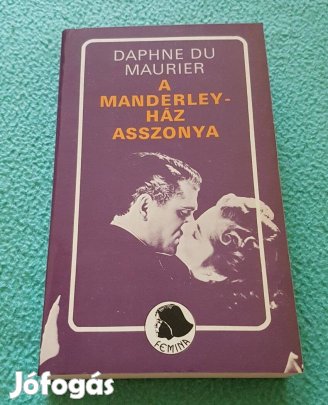 DAPHNE DU
MAURIER
A
MANDERLEY-
HÁZ
ASSZONYA
FEMINA
Jófogás